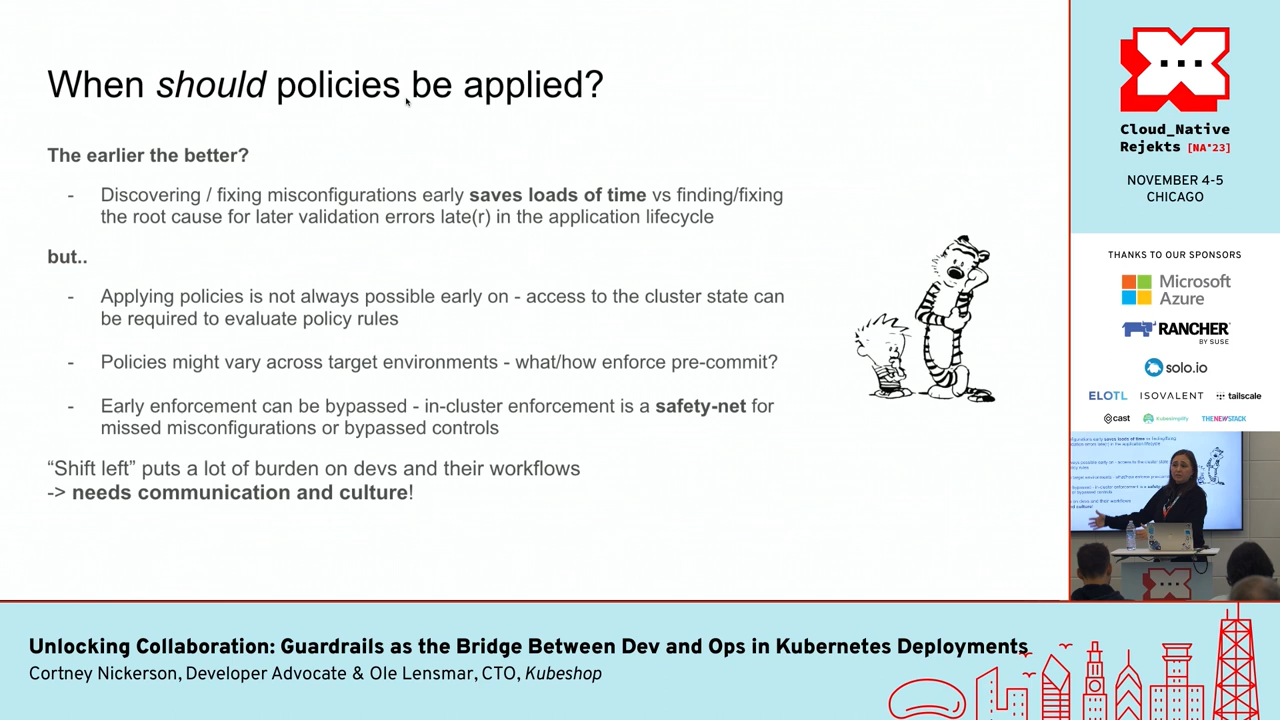 When should policies be applied?
The earlier the better?
- Discovering / fixing misconfigurations early saves loads of time vs finding/fixing
the root cause for later validation errors late(r) in the application lifecycle
but..
- Applying policies is not always possible early on - access to the cluster state can
be required to evaluate policy rules
- Policies might vary across target environments - what/how enforce pre-commit?
- Early enforcement can be bypassed - in-cluster enforcement is a safety-net for
missed misconfigurations or bypassed controls
“Shift left” puts a lot of burden on devs and their workflows
-> needs communication and culture!
Cloud_Native
Rejekts [NA'23]
NOVEMBER 4-5
CHICAGO
THANKS TO OUR SPONSORS
Microsoft
Azure
RANCHER
BY SUSE
solo.io
ELOTL ISOVALENT tailscale
cast kubesimplify THENEWSTACK
Unlocking Collaboration: Guardrails as the Bridge Between Dev and Ops in Kubernetes Deployments
Cortney Nickerson, Developer Advocate & Ole Lensmar, CTO, Kubeshop